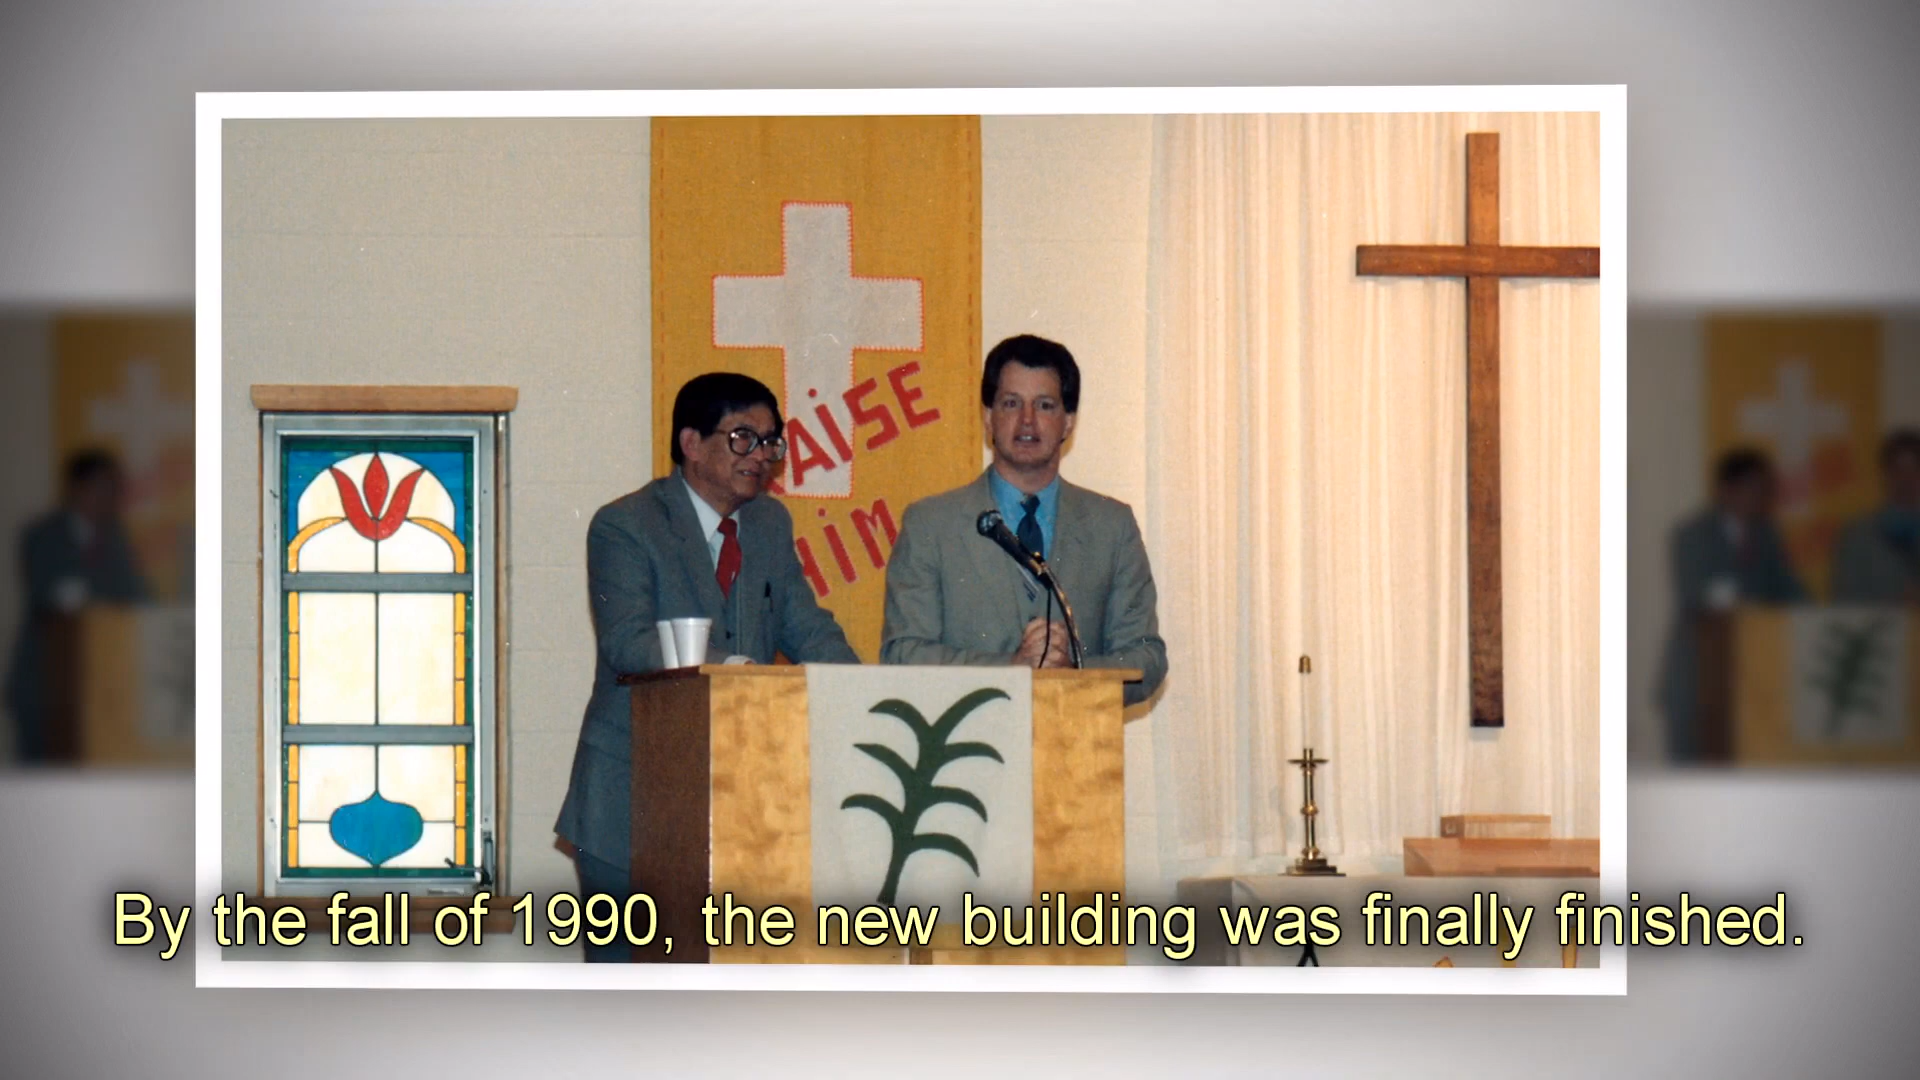 AISE
HIM
By the fall of 1990, the new building was finally finished.